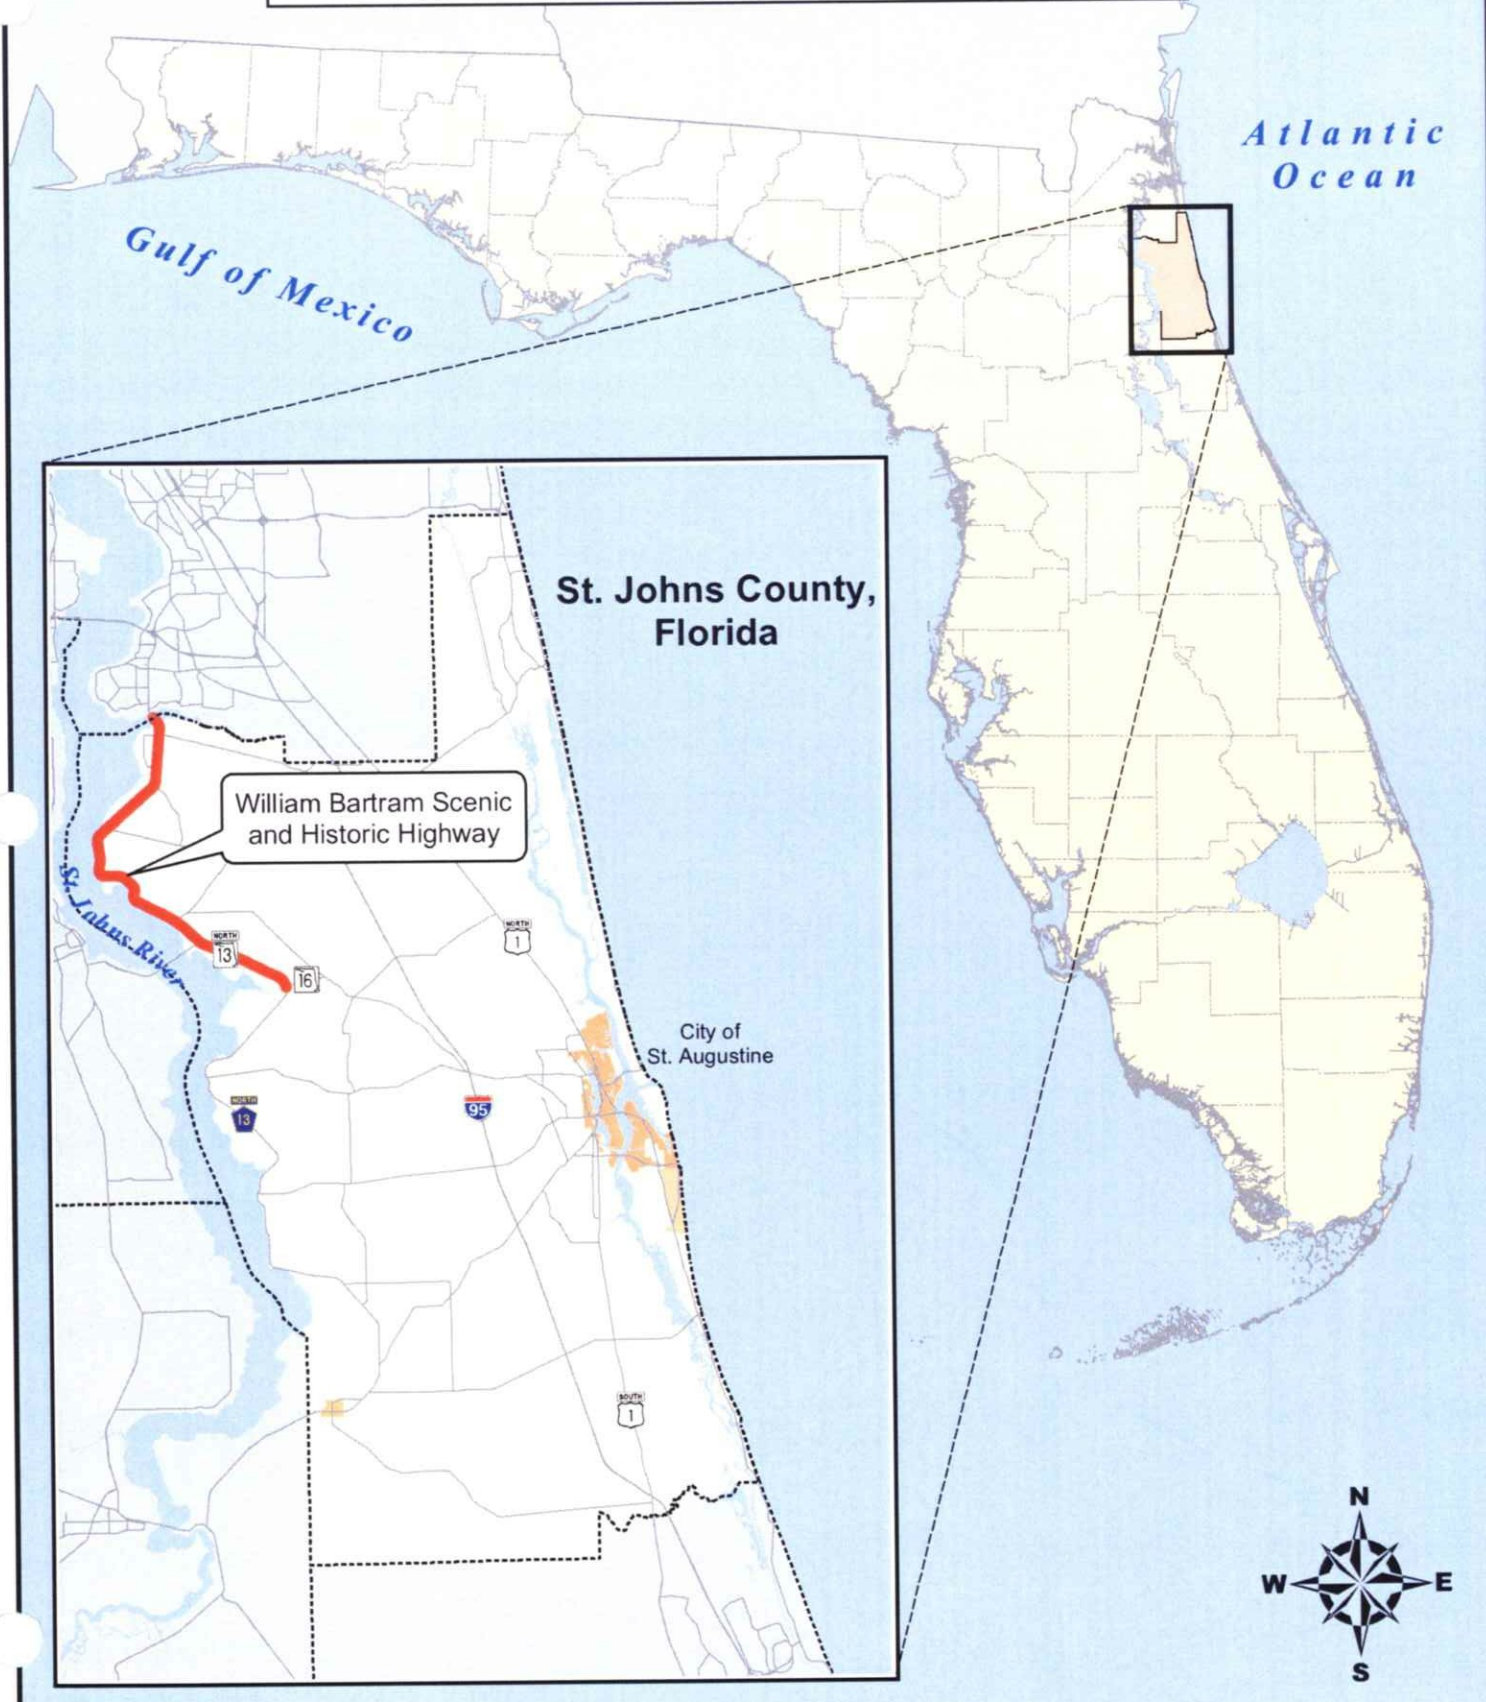 Atlantic
Ocean
Gulf of Mexico
St. Johns County,
Florida
William Bartram Scenic
and Historic Highway
St. Johns River
NORTH
13
16
NORTH
1
City of
St. Augustine
NORTH
13
95
SOUTH
1
N
W
E
S